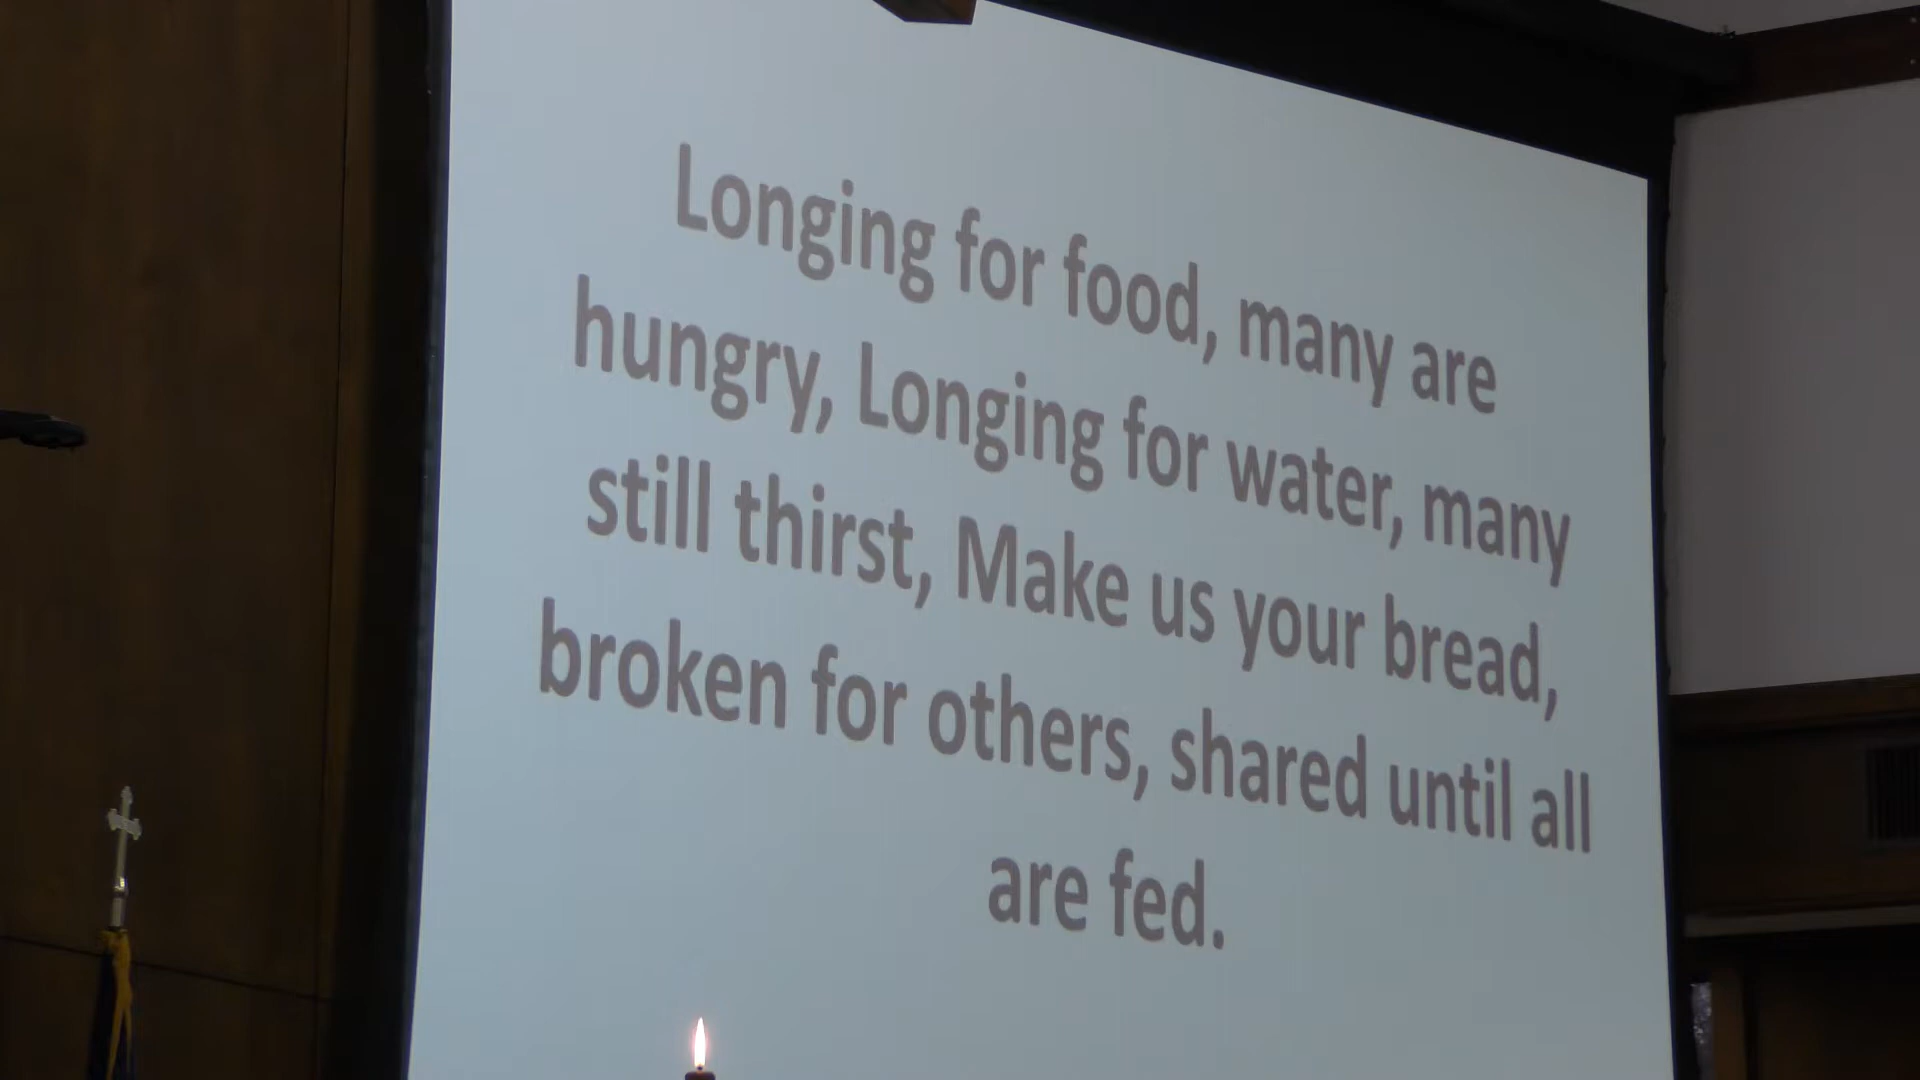 Longing for food, many are
hungry, Longing for water, many
still thirst, Make us your bread,
broken for others, shared until all
are fed.